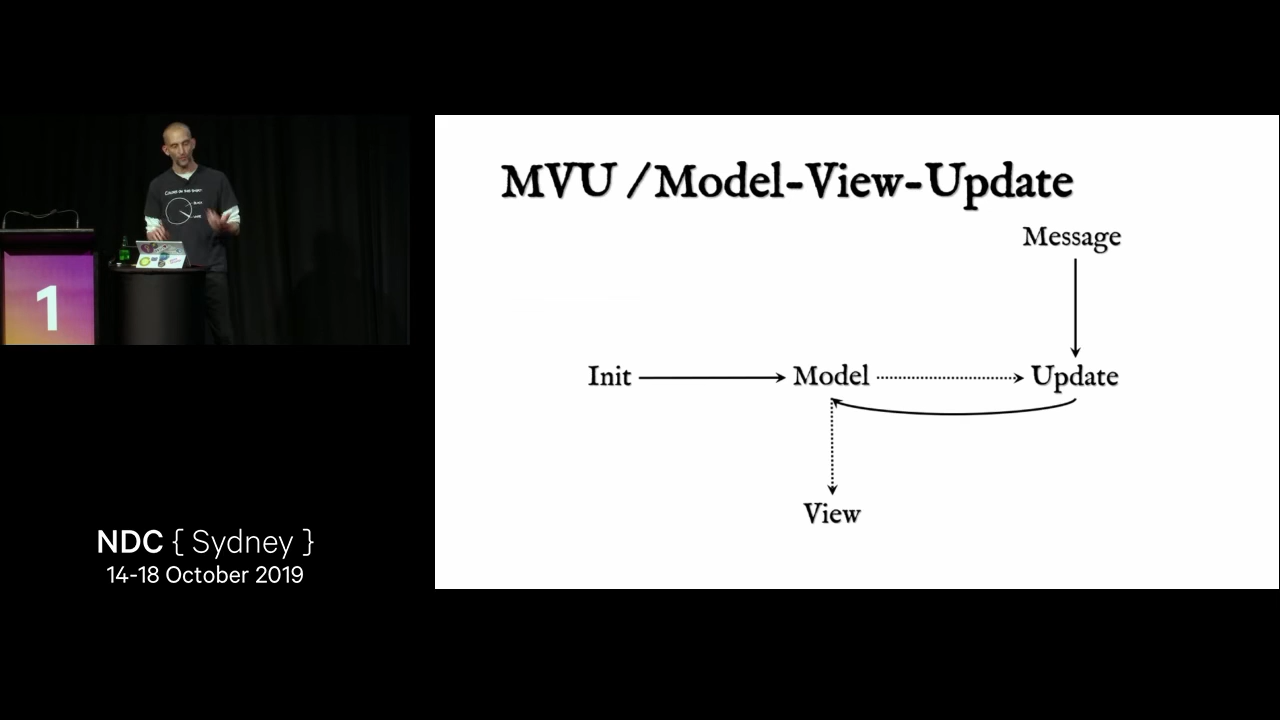 1
NDC { Sydney }
14-18 October 2019
MVU /Model-View-Update
Message
Init
Model
Update
View